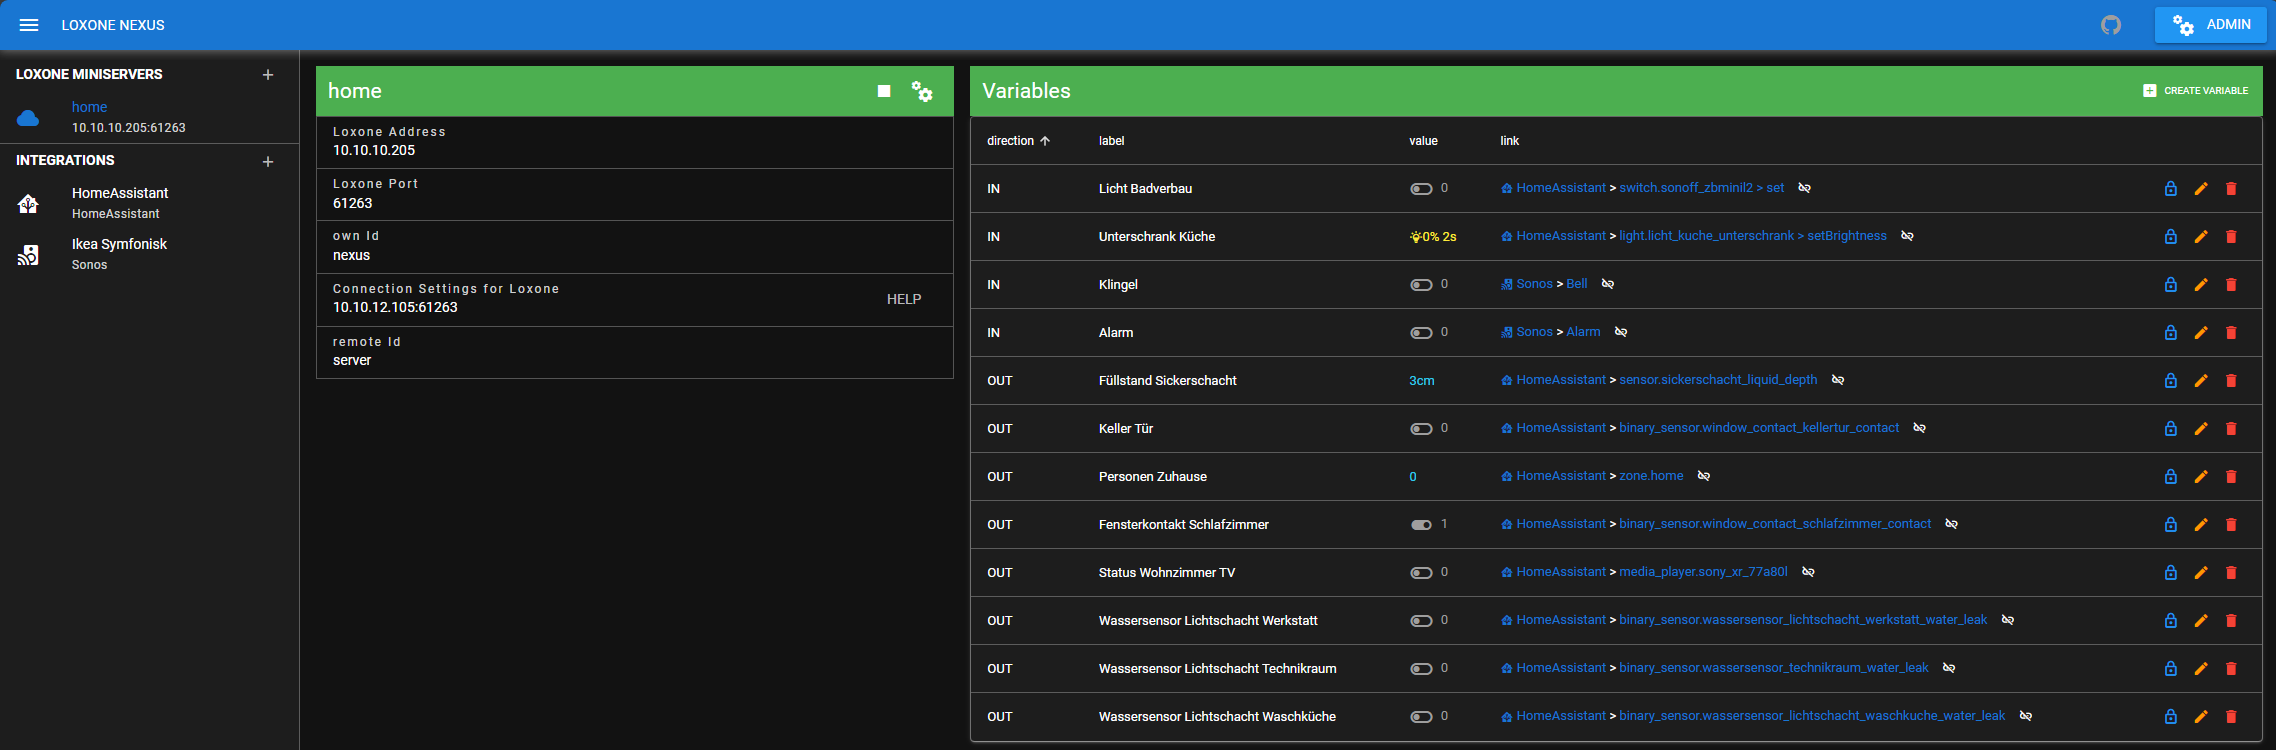 LOXONE NEXUS
ADMIN
LOXONE MINISERVERS
home
10.10.10.205:61263
INTEGRATIONS
HomeAssistant
HomeAssistant
Ikea Symfonisk
Sonos
home
Loxone Address
10.10.10.205
Loxone Port
61263
own Id
nexus
Connection Settings for Loxone
10.10.12.105:61263
HELP
remote Id
server
Variables
CREATE VARIABLE
direction label value link
IN Licht Badverbau 0 HomeAssistant > switch.sonoff_zbminil2 > set
IN Unterschrank Küche 0% 2s HomeAssistant > light.licht_kuche_unterschrank > setBrightness
IN Klingel 0 Sonos > Bell
IN Alarm 0 Sonos > Alarm
OUT Füllstand Sickerschacht 3cm HomeAssistant > sensor.sickerschacht_liquid_depth
OUT Keller Tür 0 HomeAssistant > binary_sensor.window_contact_kellertur_contact
OUT Personen Zuhause 0 HomeAssistant > zone.home
OUT Fensterkontakt Schlafzimmer 1 HomeAssistant > binary_sensor.window_contact_schlafzimmer_contact
OUT Status Wohnzimmer TV 0 HomeAssistant > media_player.sony_xr_77a80l
OUT Wassersensor Lichtschacht Werkstatt 0 HomeAssistant > binary_sensor.wassersensor_lichtschacht_werkstatt_water_leak
OUT Wassersensor Lichtschacht Technikraum 0 HomeAssistant > binary_sensor.wassersensor_technikraum_water_leak
OUT Wassersensor Lichtschacht Waschküche 0 HomeAssistant > binary_sensor.wassersensor_lichtschacht_waschkuche_water_leak